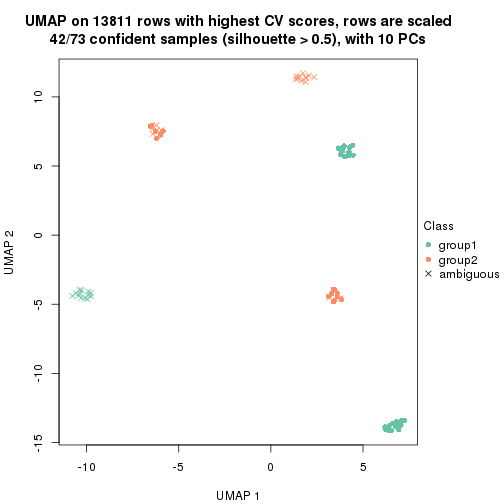 UMAP on 13811 rows with highest CV scores, rows are scaled
42/73 confident samples (silhouette > 0.5), with 10 PCs
10
5
0
-5
-10
-15
UMAP 2
-10
-5
0
5
UMAP 1
Class
group1
group2
ambiguous